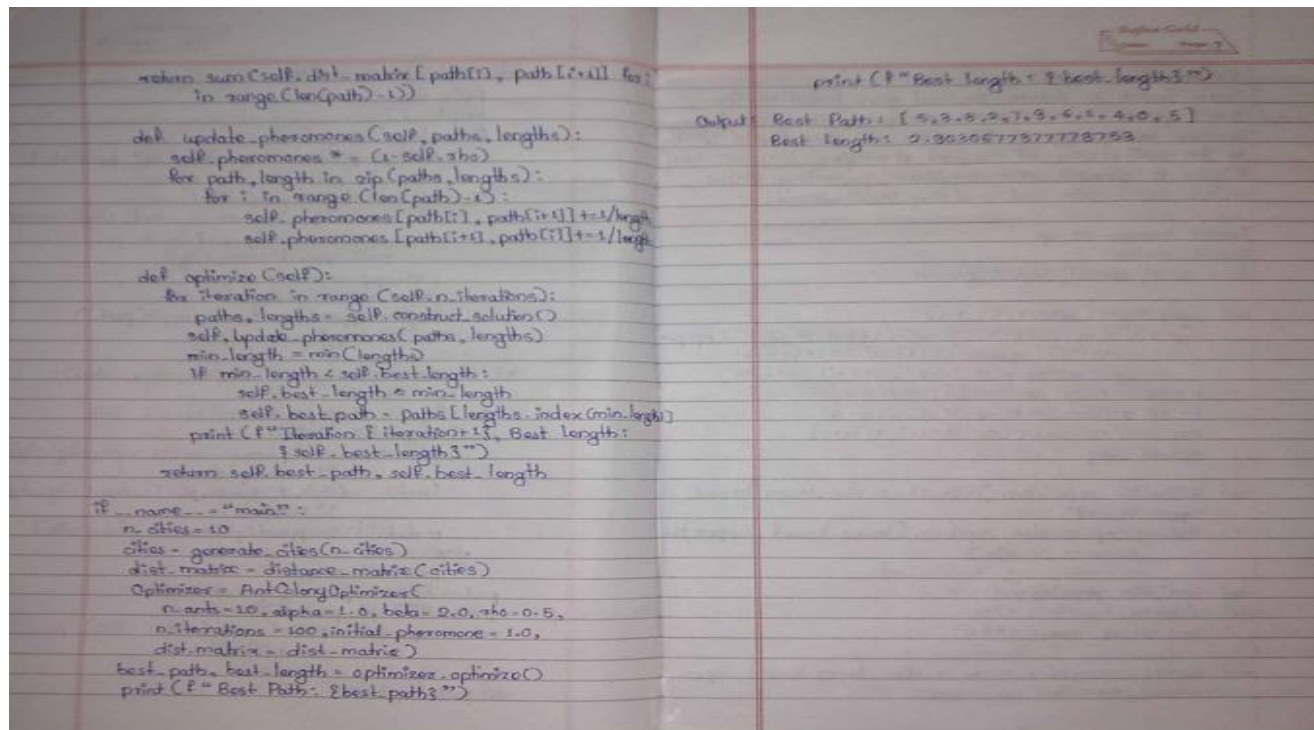 return sum(self.dist_matrix[path[i], path[i+1]] for i
in range(len(path)-1))
def update_pheromones(self, paths, lengths):
self.pheromones *= (1-self.rho)
for path, length in zip(paths, lengths):
for i in range(len(path)-1):
self.pheromones[path[i], path[i+1]] += 1/length
self.pheromones[path[i+1], path[i]] += 1/length
def optimize(self):
for iteration in range(self.n_iterations):
paths, lengths = self.construct_solution()
self.update_pheromones(paths, lengths)
min_length = min(lengths)
if min_length < self.best_length:
self.best_length = min_length
self.best_path = paths[lengths.index(min_length)]
print(f"Iteration {iteration+1}, Best Length:
{self.best_length}")
return self.best_path, self.best_length
if __name__ = "main":
n_cities = 10
cities = generate_cities(n_cities)
dist_matrix = distance_matrix(cities)
Optimizer = AntColonyOptimizer(
n_ants=10, alpha=1.0, beta=2.0, rho=0.5,
n_iterations=100, initial_pheromone=1.0,
dist_matrix=dist_matrix)
best_path, best_length = optimizer.optimize()
print(f"Best Path: {best_path}")
print(f"Best length = {best_length}")
Output: Best Path:
Best Length: